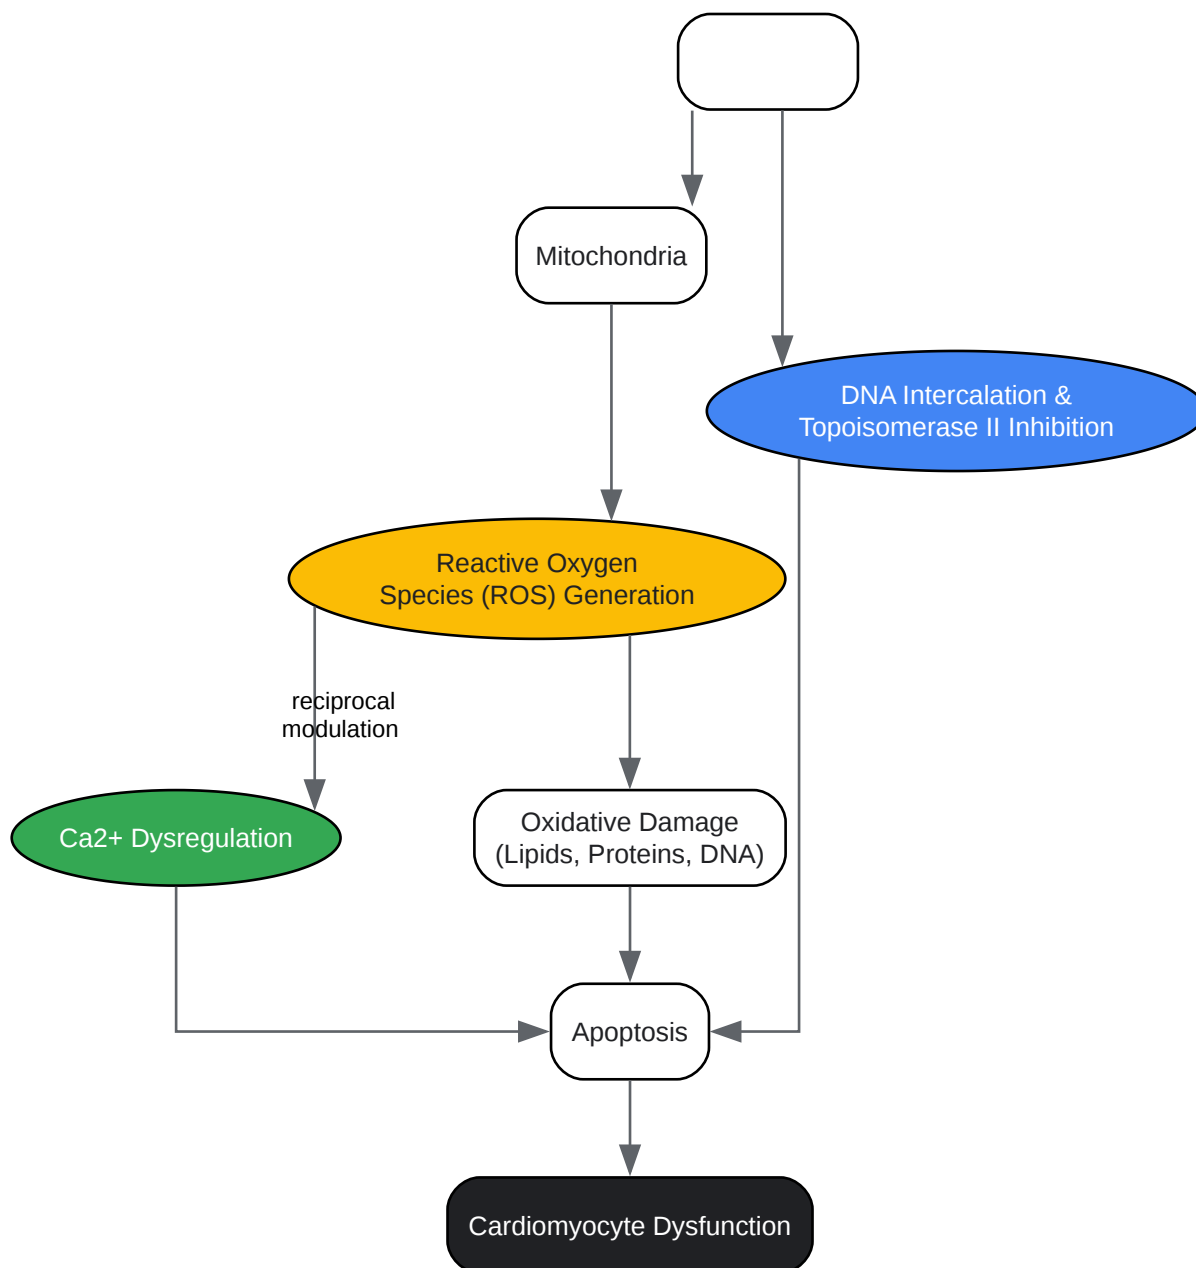 Mitochondria
DNA Intercalation &
Topoisomerase II Inhibition
Reactive Oxygen
Species (ROS) Generation
reciprocal
modulation
Ca2+ Dysregulation
Oxidative Damage
(Lipids, Proteins, DNA)
Apoptosis
Cardiomyocyte Dysfunction